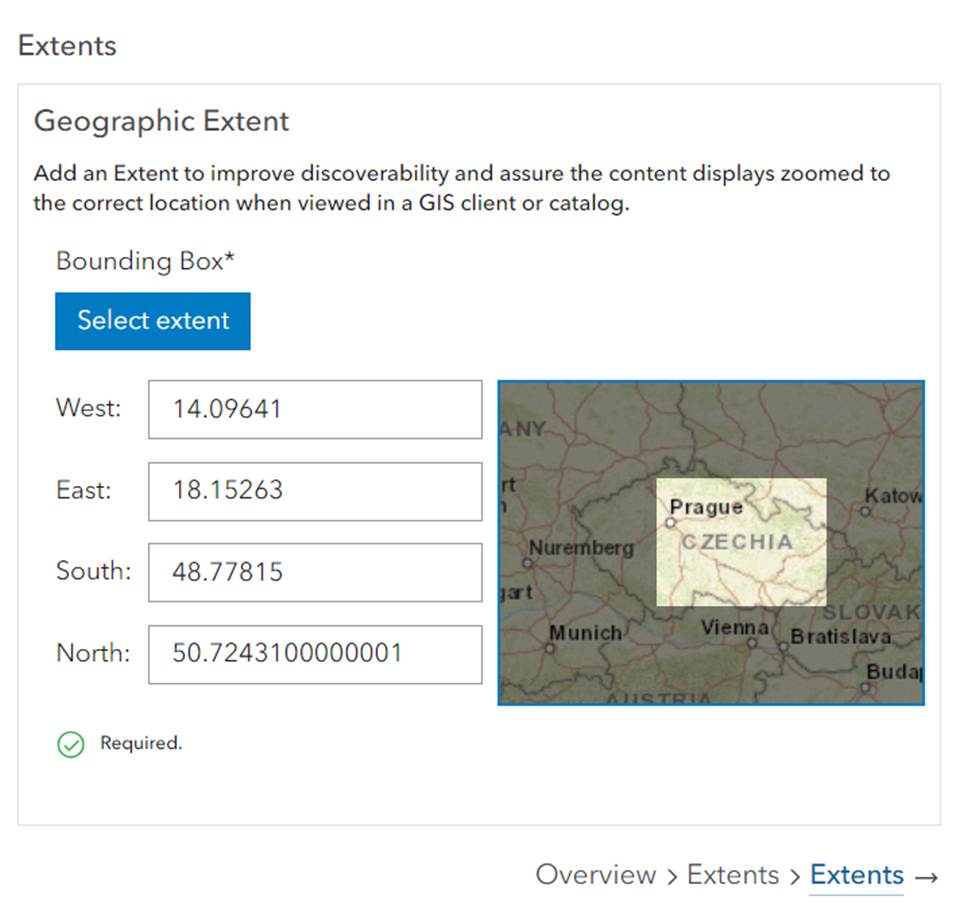 Extents
Geographic Extent
Add an Extent to improve discoverability and assure the content displays zoomed to
the correct location when viewed in a GIS client or catalog.
Bounding Box*
Select extent
West: 14.09641
East: 18.15263
South: 48.77815
North: 50.7243100000001
ANY
rt
Prague
Katow
CZECHIA
Nuremberg
gart
SLOVAK
Munich
Vienna
Bratislava
Budap
AUSTRIA
Required.
Overview > Extents > Extents →